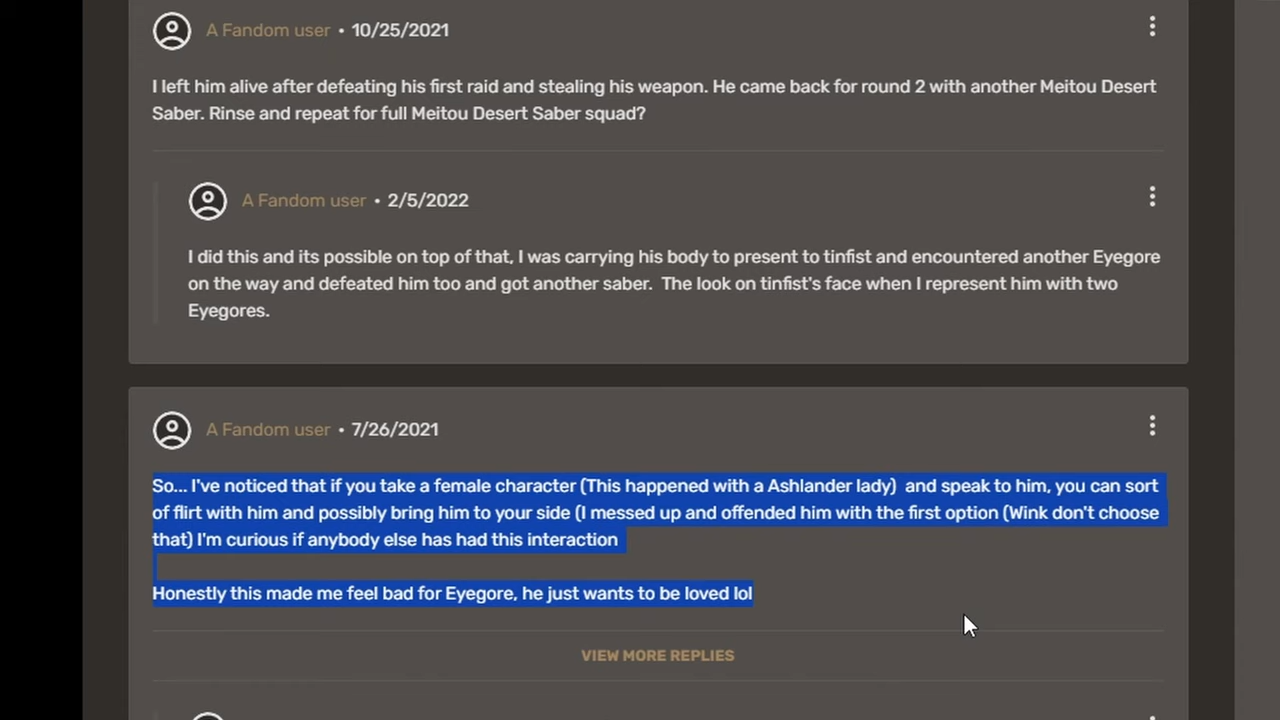 A Fandom user • 10/25/2021
I left him alive after defeating his first raid and stealing his weapon. He came back for round 2 with another Meitou Desert
Saber. Rinse and repeat for full Meitou Desert Saber squad?
A Fandom user • 2/5/2022
I did this and its possible on top of that, I was carrying his body to present to tinfist and encountered another Eyegore
on the way and defeated him too and got another saber.  The look on tinfist's face when I represent him with two
Eyegores.
A Fandom user • 7/26/2021
So... I've noticed that if you take a female character (This happened with a Ashlander lady)  and speak to him, you can sort
of flirt with him and possibly bring him to your side (I messed up and offended him with the first option (Wink don't choose
that) I'm curious if anybody else has had this interaction
Honestly this made me feel bad for Eyegore, he just wants to be loved lol
VIEW MORE REPLIES